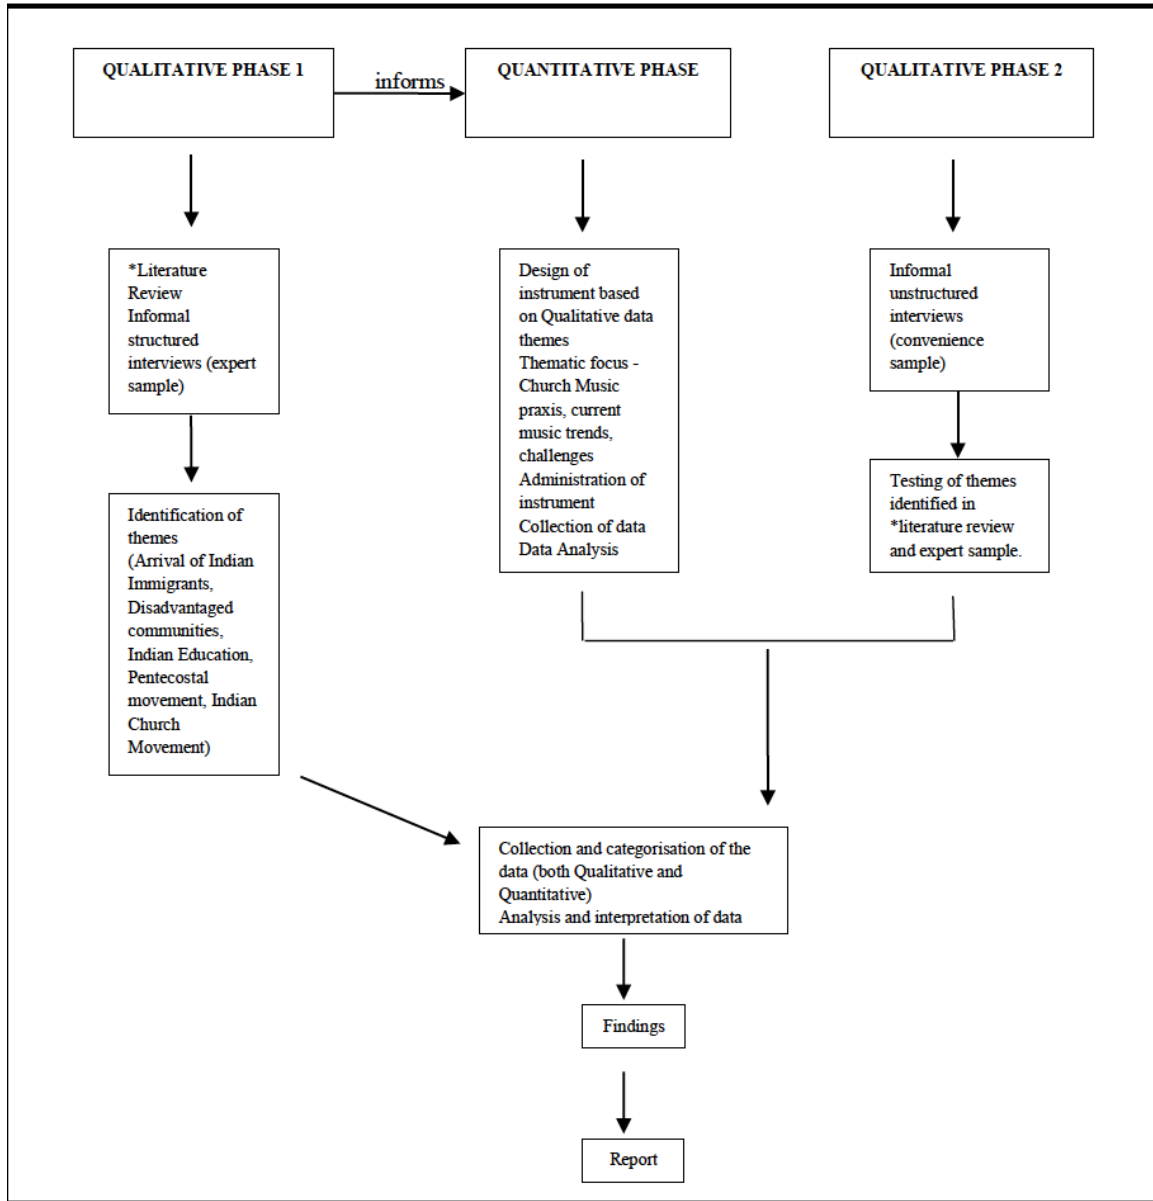 QUALITATIVE PHASE 1
informs
QUANTITATIVE PHASE
QUALITATIVE PHASE 2
*Literature
Review
Informal
structured
interviews (expert
sample)
Design of
instrument based
on Qualitative data
themes
Thematic focus -
Church Music
praxis, current
music trends,
challenges
Administration of
instrument
Collection of data
Data Analysis
Informal
unstructured
interviews
(convenience
sample)
Identification of
themes
(Arrival of Indian
Immigrants,
Disadvantaged
communities,
Indian Education,
Pentecostal
movement, Indian
Church
Movement)
Testing of themes
identified in
*literature review
and expert sample.
Collection and categorisation of the
data (both Qualitative and
Quantitative)
Analysis and interpretation of data
Findings
Report